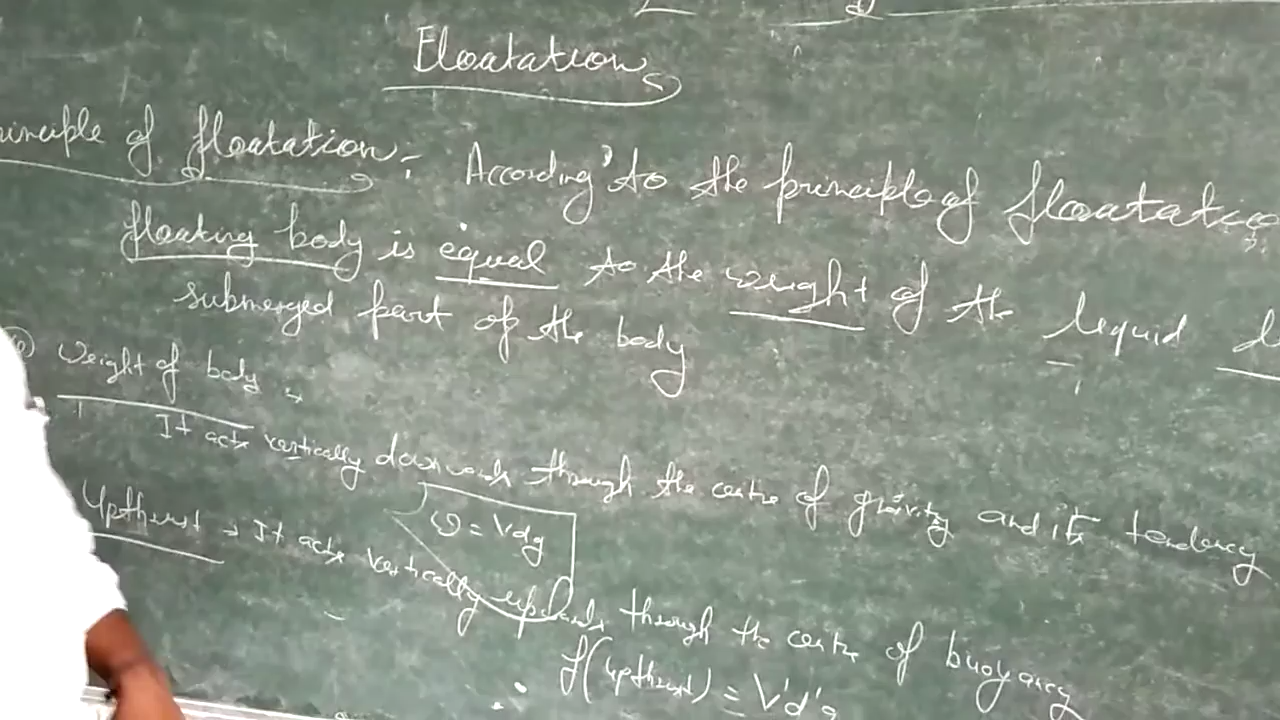 Floatation
rinciple of floatation:- According to the principle of floatatio
floating body is equal to the weight of the liquid d
submerged part of the body
Weight of body →
It acts vertically downwards through the centre of gravity and its tendency
w = Vdg
Upthrust → It acts vertically upwards through the centre of buoyancy
∴ f(upthrust) = V'd'g